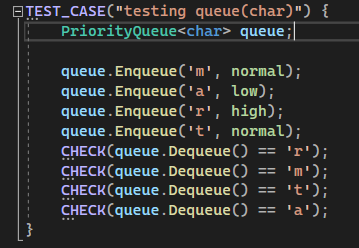 TEST_CASE("testing queue(char)") {
PriorityQueue<char> queue;
queue.Enqueue('m', normal);
queue.Enqueue('a', low);
queue.Enqueue('r', high);
queue.Enqueue('t', normal);
CHECK(queue.Dequeue() == 'r');
CHECK(queue.Dequeue() == 'm');
CHECK(queue.Dequeue() == 't');
CHECK(queue.Dequeue() == 'a');
}